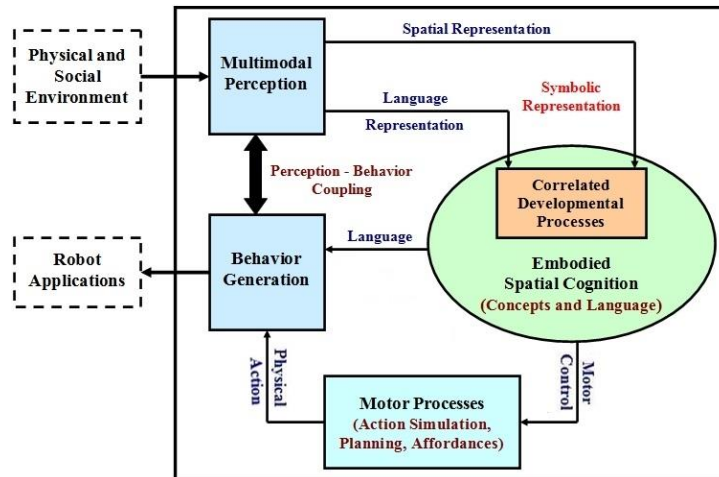 Physical and
Social
Environment
Multimodal
Perception
Spatial Representation
Language
Representation
Symbolic
Representation
Perception - Behavior
Coupling
Correlated
Developmental
Processes
Robot
Applications
Behavior
Generation
Language
Embodied
Spatial Cognition
(Concepts and Language)
Physical
Action
Motor
Control
Motor Processes
(Action Simulation,
Planning, Affordances)